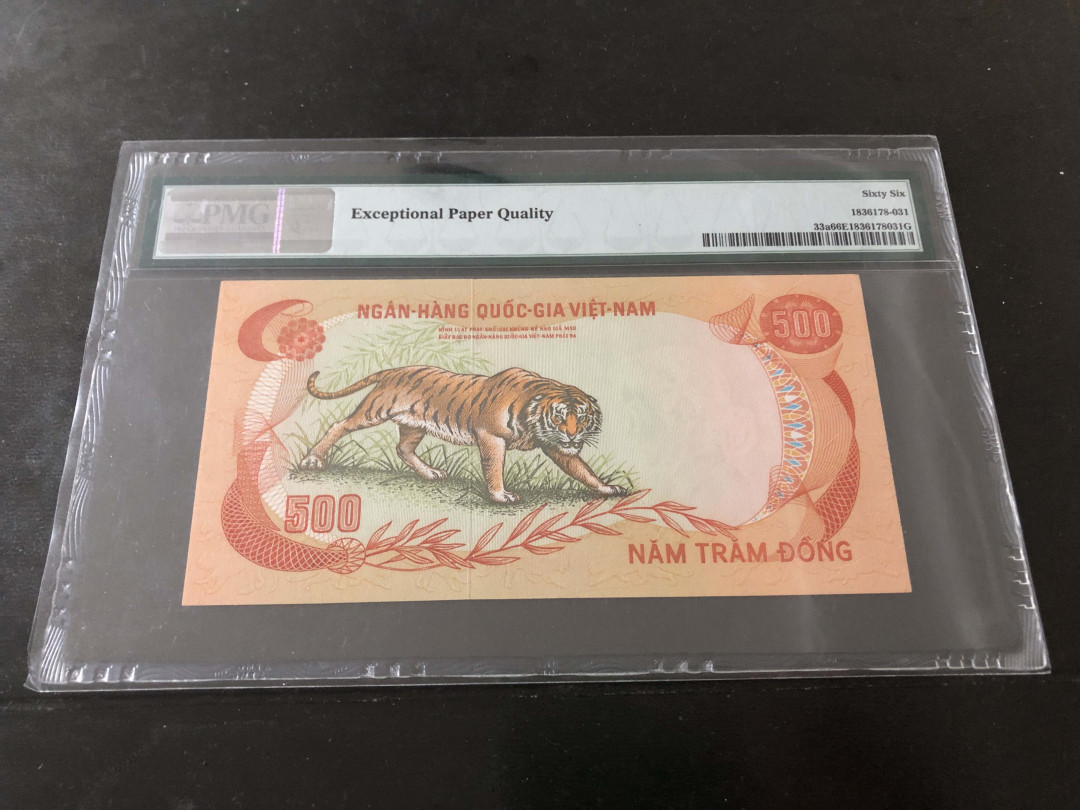 PMG
Exceptional Paper Quality
Sixty Six
1836178-031
33a66E1836178031G
NGÂN-HÀNG QUỐC-GIA VIỆT-NAM
500
500
NĂM TRĂM ĐỒNG